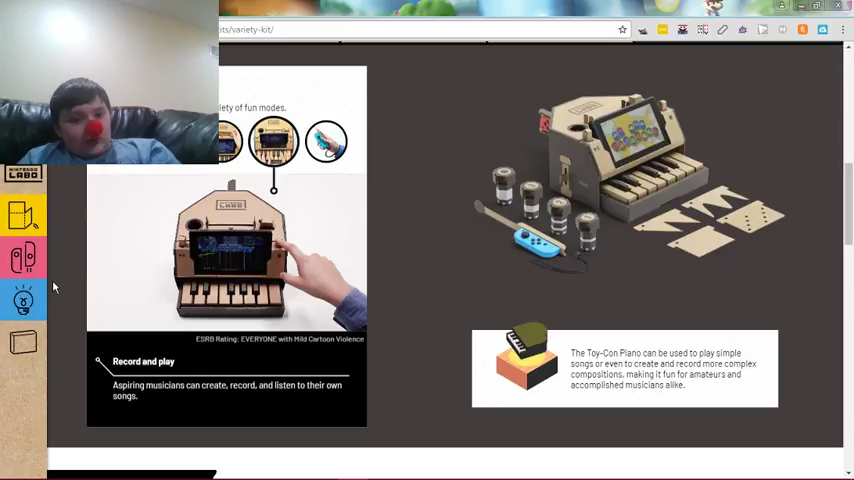 its/variety-kit/
iety of fun modes.
NINTENDO
LABO
LABO
LABO
ESRB Rating: EVERYONE with Mild Cartoon Violence
Record and play
Aspiring musicians can create, record, and listen to their own
songs.
The Toy-Con Piano can be used to play simple
songs or even to create and record more complex
compositions, making it fun for amateurs and
accomplished musicians alike.